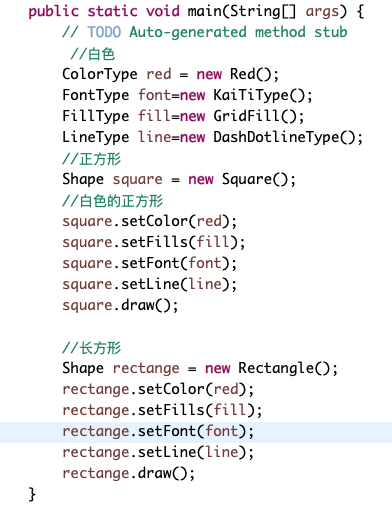 public static void main(String[] args) {
// TODO Auto-generated method stub
//白色
ColorType red = new Red();
FontType font=new KaiTiType();
FillType fill=new GridFill();
LineType line=new DashDotlineType();
//正方形
Shape square = new Square();
//白色的正方形
square.setColor(red);
square.setFills(fill);
square.setFont(font);
square.setLine(line);
square.draw();
//长方形
Shape rectange = new Rectangle();
rectange.setColor(red);
rectange.setFills(fill);
rectange.setFont(font);
rectange.setLine(line);
rectange.draw();
}